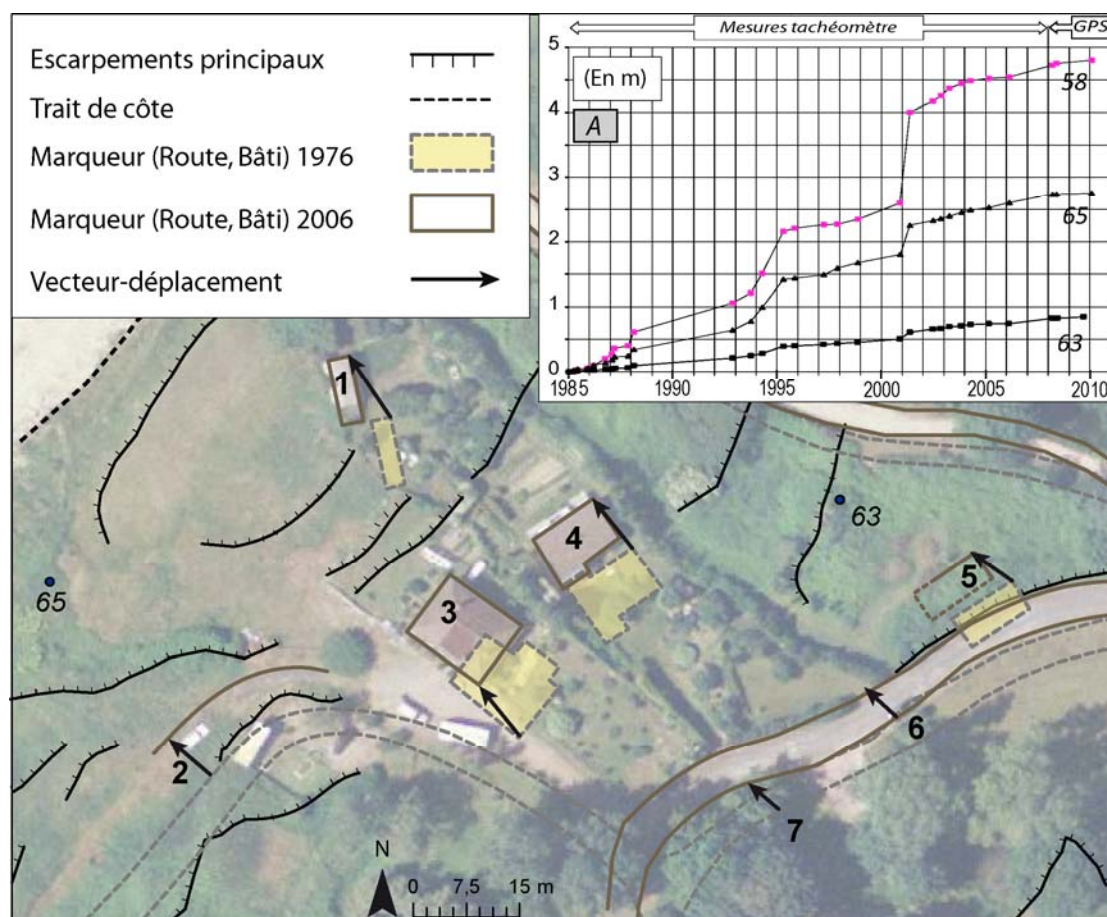 Escarpements principaux
Trait de côte
Marqueur (Route, Bâti) 1976
Marqueur (Route, Bâti) 2006
Vecteur-déplacement
Mesures tachéomètre
GPS
5
(En m)
A
58
4
3
65
2
1
63
0
1985 1990 1995 2000 2005 2010
1
4
63
65
5
3
6
2
7
N
0 7,5 15 m